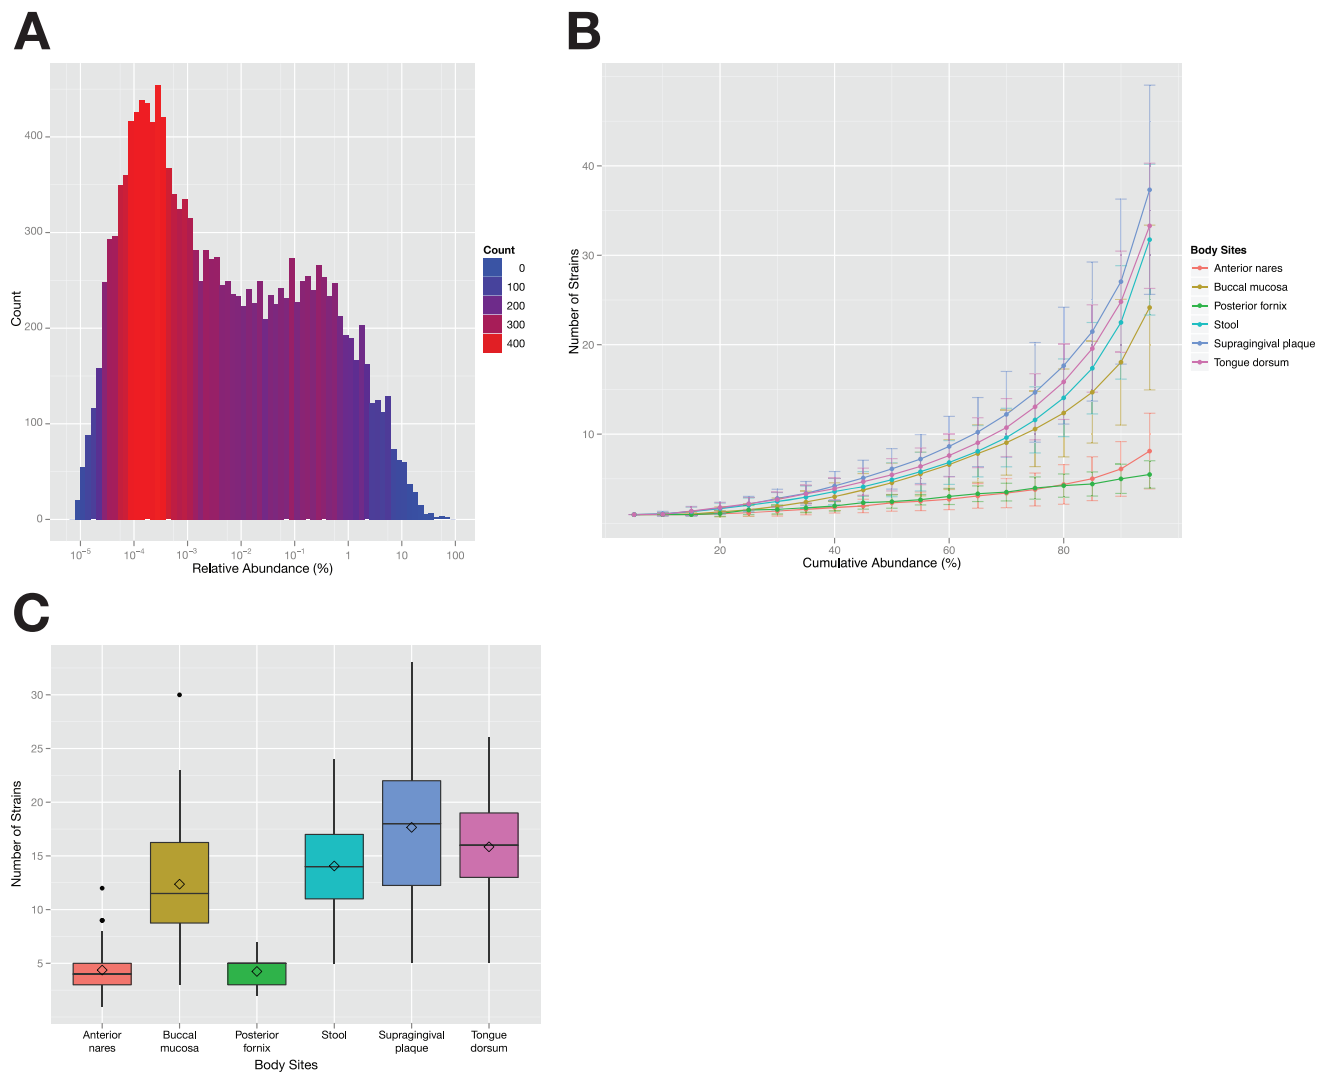 A
B
400
300
200
100
0
Count
10⁻⁵
10⁻⁴
10⁻³
10⁻²
10⁻¹
1
10
100
Relative Abundance (%)
Count
0
100
200
300
400
40
30
20
10
Number of Strains
20
40
60
80
Cumulative Abundance (%)
Body Sites
Anterior nares
Buccal mucosa
Posterior fornix
Stool
Supragingival plaque
Tongue dorsum
C
30
25
20
15
10
5
Number of Strains
Anterior
nares
Buccal
mucosa
Posterior
fornix
Stool
Supragingival
plaque
Tongue
dorsum
Body Sites